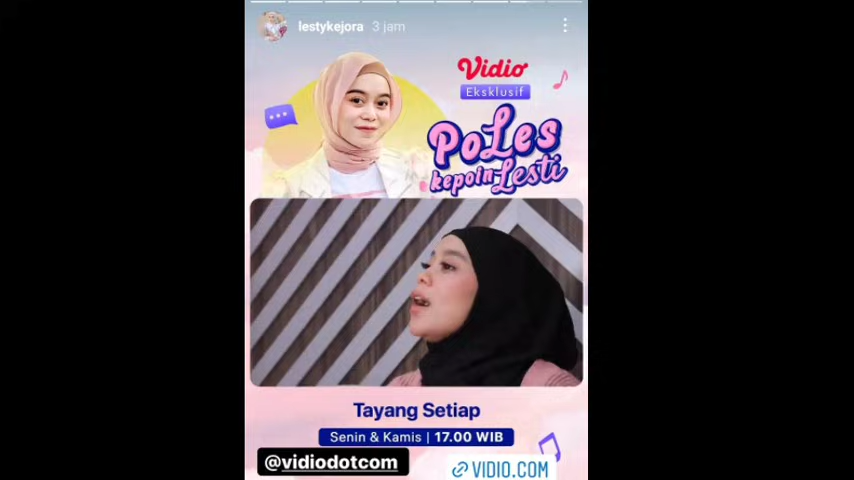 lestykejora 3 jam
Vidio
Eksklusif
PoLes
kepoin Lesti
Tayang Setiap
Senin & Kamis | 17.00 WIB
@vidiodotcom
VIDIO.COM